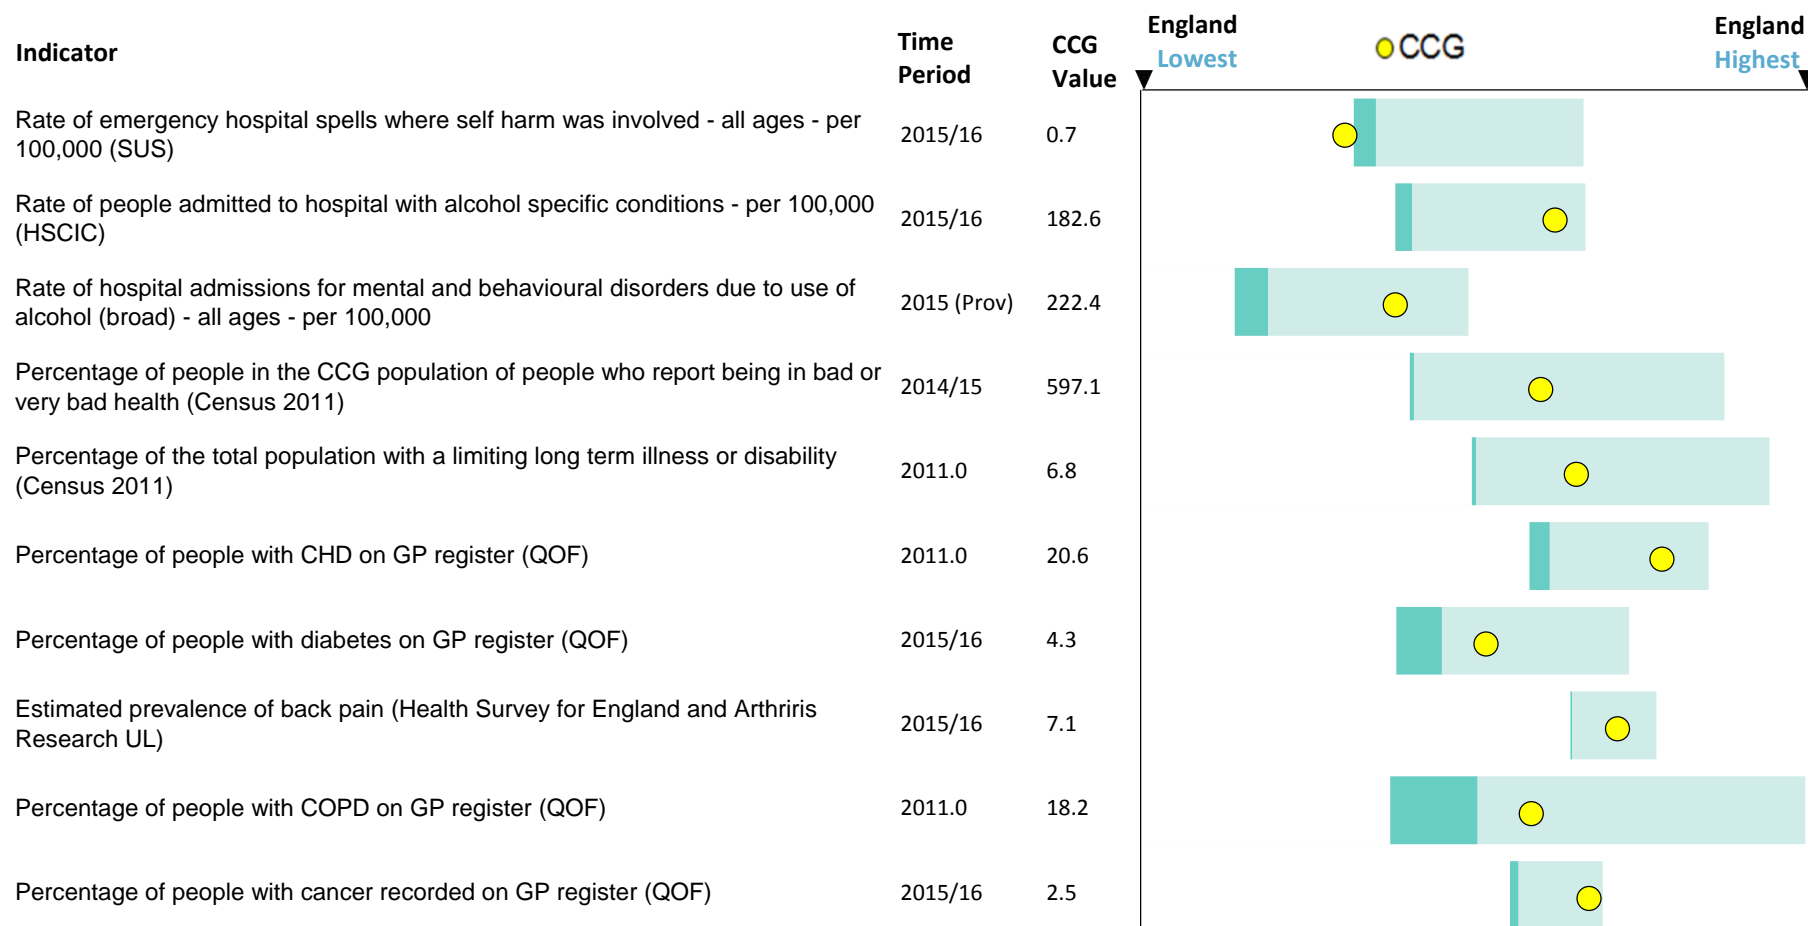 Indicator
Time
Period
CCG
Value
England
Lowest
CCG
England
Highest
Rate of emergency hospital spells where self harm was involved - all ages - per
100,000 (SUS)
2015/16
0.7
Rate of people admitted to hospital with alcohol specific conditions - per 100,000
(HSCIC)
2015/16
182.6
Rate of hospital admissions for mental and behavioural disorders due to use of
alcohol (broad) - all ages - per 100,000
2015 (Prov)
222.4
Percentage of people in the CCG population of people who report being in bad or
very bad health (Census 2011)
2014/15
597.1
Percentage of the total population with a limiting long term illness or disability
(Census 2011)
2011.0
6.8
Percentage of people with CHD on GP register (QOF)
2011.0
20.6
Percentage of people with diabetes on GP register (QOF)
2015/16
4.3
Estimated prevalence of back pain (Health Survey for England and Arthriris
Research UL)
2015/16
7.1
Percentage of people with COPD on GP register (QOF)
2011.0
18.2
Percentage of people with cancer recorded on GP register (QOF)
2015/16
2.5